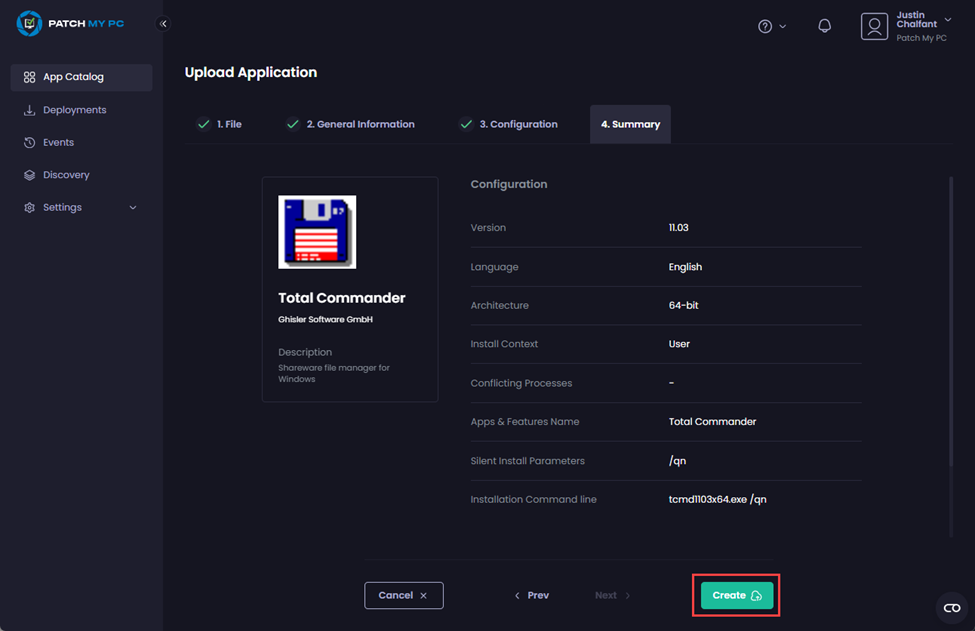 PATCH MY PC
Justin
Chalfant
Patch My PC
App Catalog
Deployments
Events
Discovery
Settings
Upload Application
1. File
2. General Information
3. Configuration
4. Summary
Total Commander
Ghisler Software GmbH
Description
Shareware file manager for
Windows
Configuration
Version 11.03
Language English
Architecture 64-bit
Install Context User
Conflicting Processes -
Apps & Features Name Total Commander
Silent Install Parameters /qn
Installation Command line tcmd1103x64.exe /qn
Cancel
Prev
Next
Create